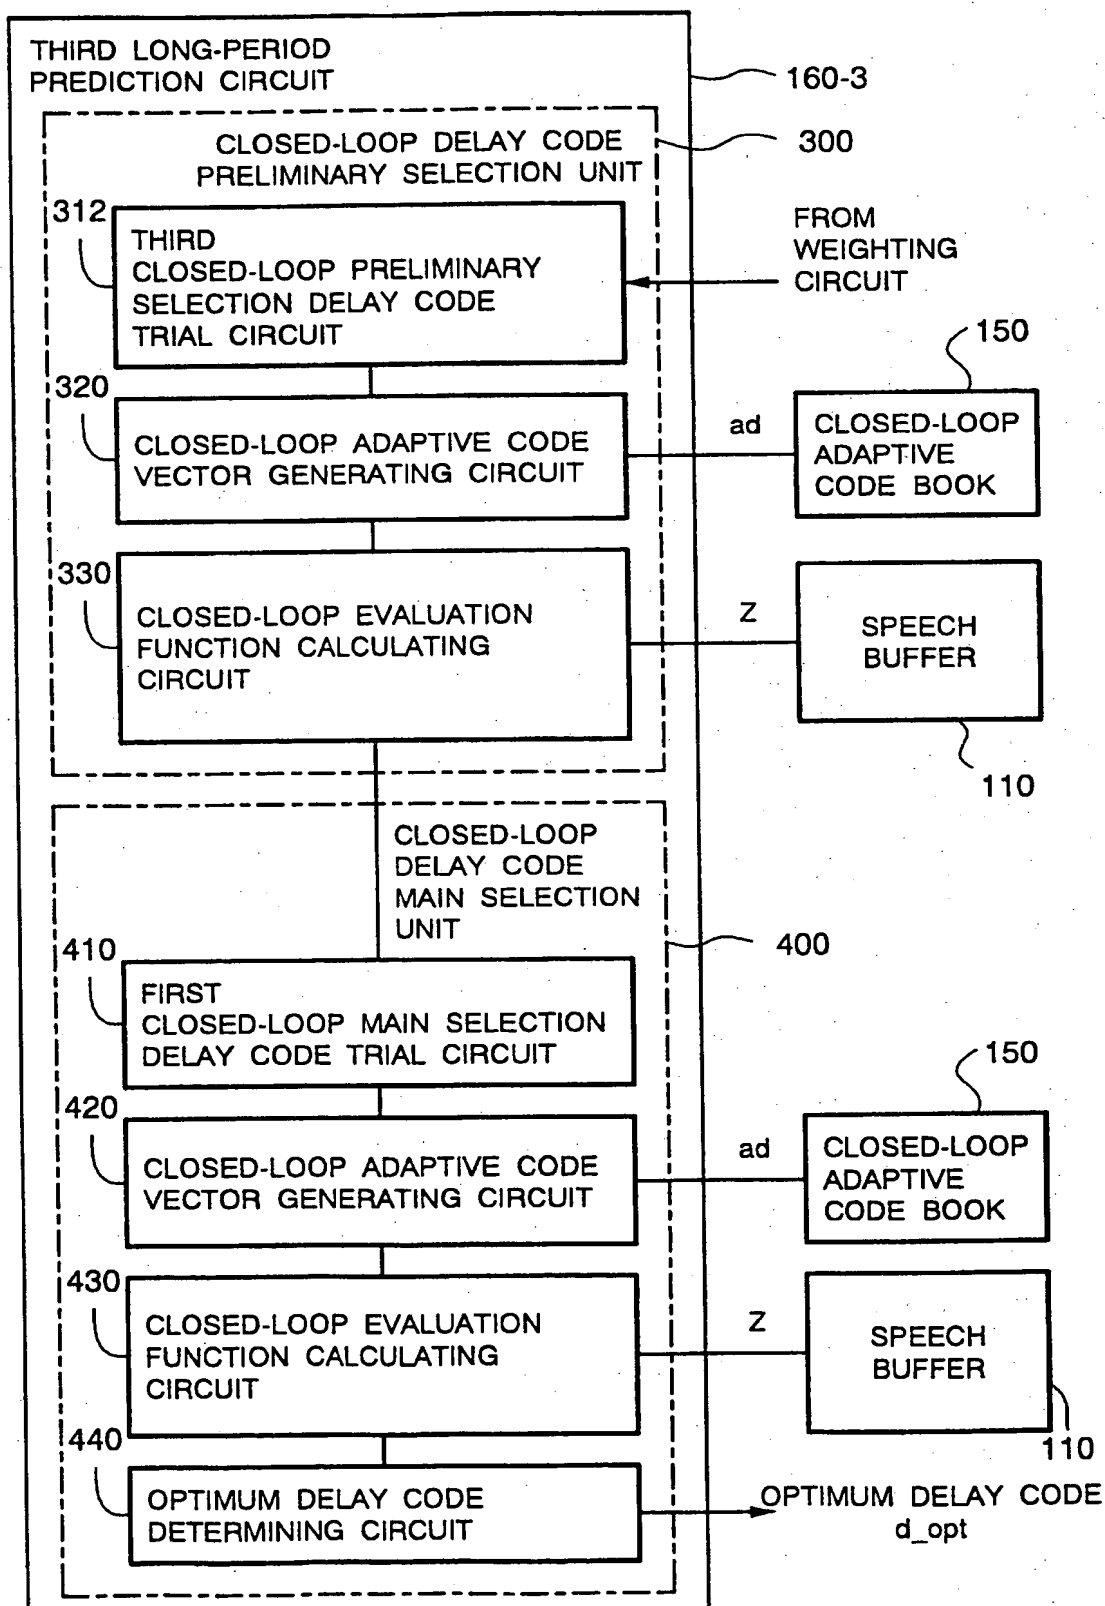 THIRD LONG-PERIOD
PREDICTION CIRCUIT
160-3
CLOSED-LOOP DELAY CODE
PRELIMINARY SELECTION UNIT
300
312
THIRD
CLOSED-LOOP PRELIMINARY
SELECTION DELAY CODE
TRIAL CIRCUIT
FROM
WEIGHTING
CIRCUIT
320
CLOSED-LOOP ADAPTIVE CODE
VECTOR GENERATING CIRCUIT
ad
150
CLOSED-LOOP
ADAPTIVE
CODE BOOK
330
CLOSED-LOOP EVALUATION
FUNCTION CALCULATING
CIRCUIT
Z
SPEECH
BUFFER
110
CLOSED-LOOP
DELAY CODE
MAIN SELECTION
UNIT
400
410
FIRST
CLOSED-LOOP MAIN SELECTION
DELAY CODE TRIAL CIRCUIT
420
CLOSED-LOOP ADAPTIVE CODE
VECTOR GENERATING CIRCUIT
ad
150
CLOSED-LOOP
ADAPTIVE
CODE BOOK
430
CLOSED-LOOP EVALUATION
FUNCTION CALCULATING
CIRCUIT
Z
SPEECH
BUFFER
110
440
OPTIMUM DELAY CODE
DETERMINING CIRCUIT
OPTIMUM DELAY CODE
d_opt